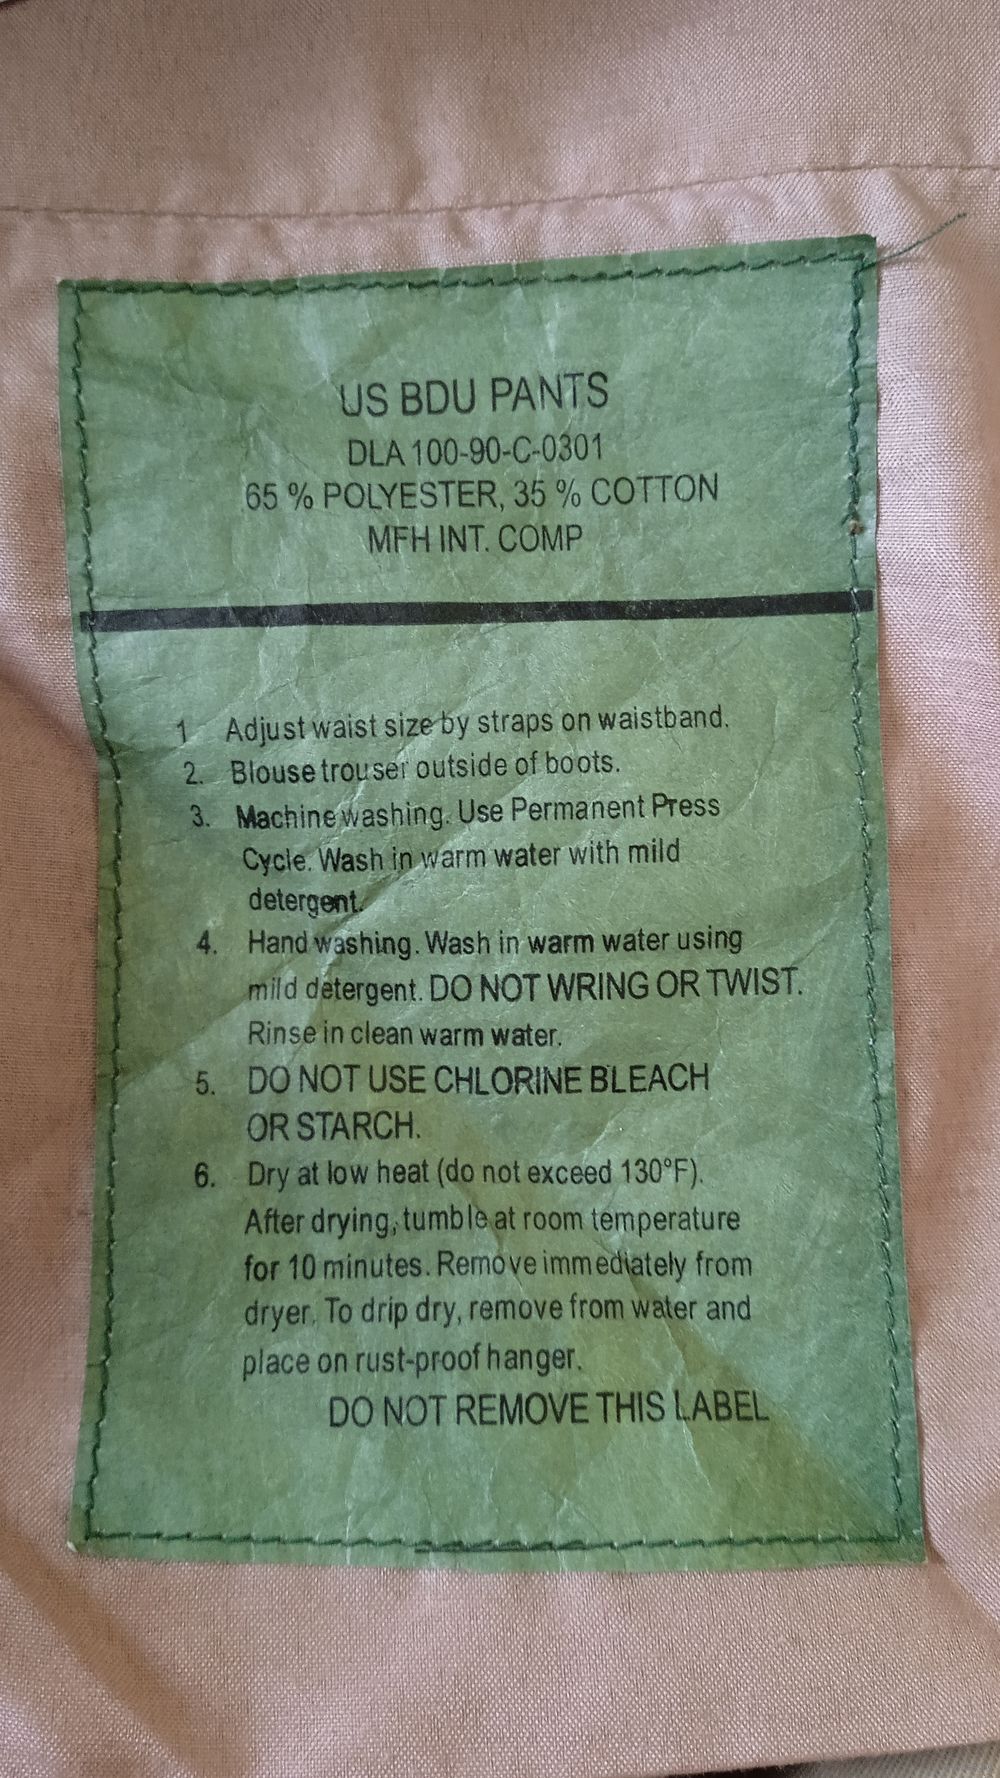 US BDU PANTS
DLA 100-90-C-0301
65 % POLYESTER, 35 % COTTON
MFH INT. COMP
1 Adjust waist size by straps on waistband.
2. Blouse trouser outside of boots.
3. Machine washing. Use Permanent Press
Cycle. Wash in warm water with mild
detergent.
4. Hand washing. Wash in warm water using
mild detergent. DO NOT WRING OR TWIST.
Rinse in clean warm water.
5. DO NOT USE CHLORINE BLEACH
OR STARCH.
6. Dry at low heat (do not exceed 130°F).
After drying, tumble at room temperature
for 10 minutes. Remove immediately from
dryer. To drip dry, remove from water and
place on rust-proof hanger.
DO NOT REMOVE THIS LABEL